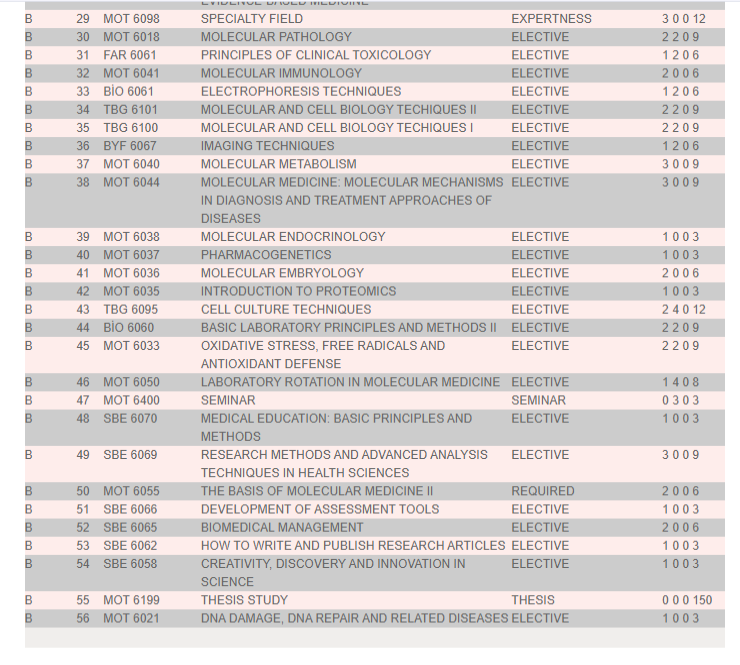 EVIDENCE BASED MEDICINE
B 29 MOT 6098 SPECIALTY FIELD EXPERTNESS 3 0 0 12
B 30 MOT 6018 MOLECULAR PATHOLOGY ELECTIVE 2 2 0 9
B 31 FAR 6061 PRINCIPLES OF CLINICAL TOXICOLOGY ELECTIVE 1 2 0 6
B 32 MOT 6041 MOLECULAR IMMUNOLOGY ELECTIVE 2 0 0 6
B 33 BİO 6061 ELECTROPHORESIS TECHNIQUES ELECTIVE 1 2 0 6
B 34 TBG 6101 MOLECULAR AND CELL BIOLOGY TECHIQUES II ELECTIVE 2 2 0 9
B 35 TBG 6100 MOLECULAR AND CELL BIOLOGY TECHIQUES I ELECTIVE 2 2 0 9
B 36 BYF 6067 IMAGING TECHNIQUES ELECTIVE 1 2 0 6
B 37 MOT 6040 MOLECULAR METABOLISM ELECTIVE 3 0 0 9
B 38 MOT 6044 MOLECULAR MEDICINE: MOLECULAR MECHANISMS ELECTIVE 3 0 0 9
IN DIAGNOSIS AND TREATMENT APPROACHES OF
DISEASES
B 39 MOT 6038 MOLECULAR ENDOCRINOLOGY ELECTIVE 1 0 0 3
B 40 MOT 6037 PHARMACOGENETICS ELECTIVE 1 0 0 3
B 41 MOT 6036 MOLECULAR EMBRYOLOGY ELECTIVE 2 0 0 6
B 42 MOT 6035 INTRODUCTION TO PROTEOMICS ELECTIVE 1 0 0 3
B 43 TBG 6095 CELL CULTURE TECHNIQUES ELECTIVE 2 4 0 12
B 44 BİO 6060 BASIC LABORATORY PRINCIPLES AND METHODS II ELECTIVE 2 2 0 9
B 45 MOT 6033 OXIDATIVE STRESS, FREE RADICALS AND ELECTIVE 2 2 0 9
ANTIOXIDANT DEFENSE
B 46 MOT 6050 LABORATORY ROTATION IN MOLECULAR MEDICINE ELECTIVE 1 4 0 8
B 47 MOT 6400 SEMINAR SEMINAR 0 3 0 3
B 48 SBE 6070 MEDICAL EDUCATION: BASIC PRINCIPLES AND ELECTIVE 1 0 0 3
METHODS
B 49 SBE 6069 RESEARCH METHODS AND ADVANCED ANALYSIS ELECTIVE 3 0 0 9
TECHNIQUES IN HEALTH SCIENCES
B 50 MOT 6055 THE BASIS OF MOLECULAR MEDICINE II REQUIRED 2 0 0 6
B 51 SBE 6066 DEVELOPMENT OF ASSESSMENT TOOLS ELECTIVE 1 0 0 3
B 52 SBE 6065 BIOMEDICAL MANAGEMENT ELECTIVE 2 0 0 6
B 53 SBE 6062 HOW TO WRITE AND PUBLISH RESEARCH ARTICLES ELECTIVE 1 0 0 3
B 54 SBE 6058 CREATIVITY, DISCOVERY AND INNOVATION IN ELECTIVE 1 0 0 3
SCIENCE
B 55 MOT 6199 THESIS STUDY THESIS 0 0 0 150
B 56 MOT 6021 DNA DAMAGE, DNA REPAIR AND RELATED DISEASES ELECTIVE 1 0 0 3